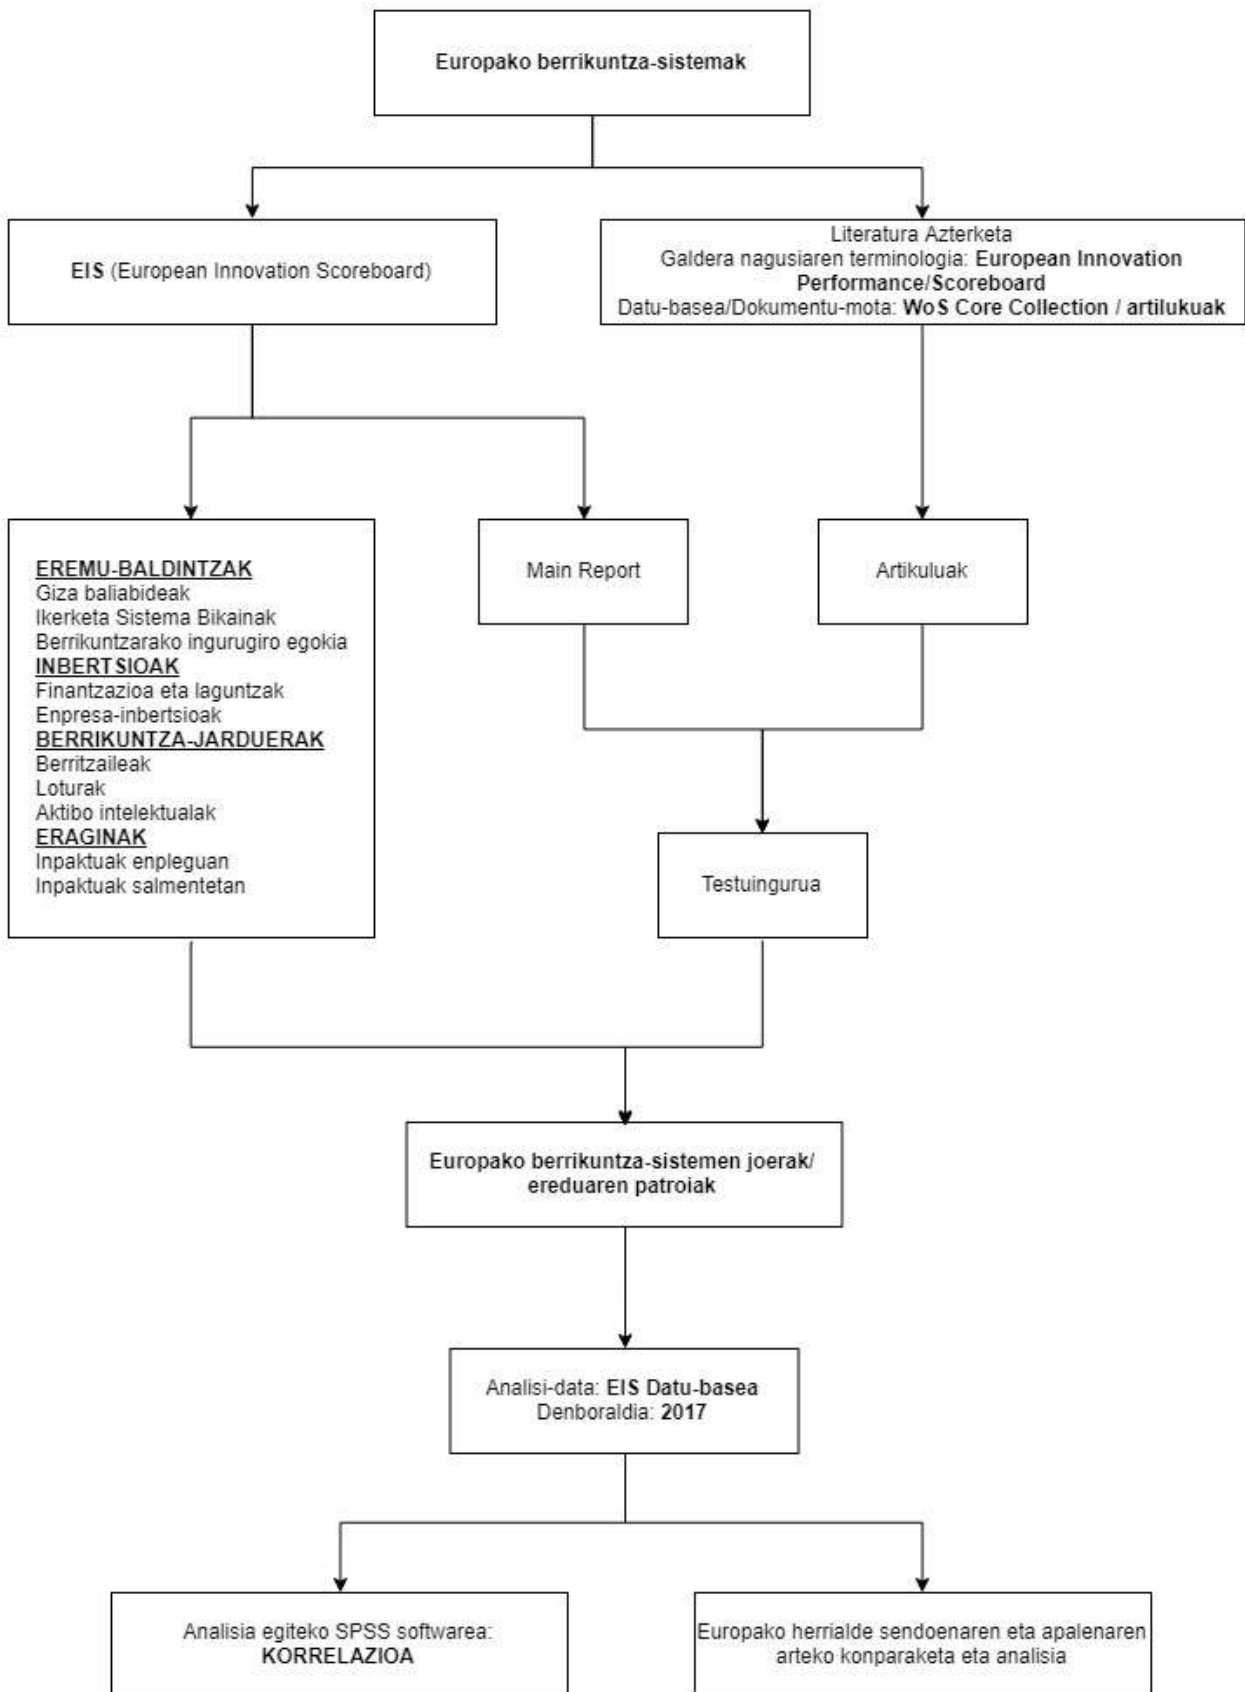 Europako berrikuntza-sistemak
EIS (European Innovation Scoreboard)
Literatura Azterketa
Galdera nagusiaren terminologia: European Innovation
Performance/Scoreboard
Datu-basea/Dokumentu-mota: WoS Core Collection / artilukuak
EREMU-BALDINTZAK
Giza baliabideak
Ikerketa Sistema Bikainak
Berrikuntzarako ingurugiro egokia
INBERTSIOAK
Finantzazioa eta laguntzak
Enpresa-inbertsioak
BERRIKUNTZA-JARDUERAK
Berritzaileak
Loturak
Aktibo intelektualak
ERAGINAK
Inpaktuak enpleguan
Inpaktuak salmentetan
Main Report
Artikuluak
Testuingurua
Europako berrikuntza-sistemen joerak/
ereduaren patroiak
Analisi-data: EIS Datu-basea
Denboraldia: 2017
Analisia egiteko SPSS softwarea:
KORRELAZIOA
Europako herrialde sendoenaren eta apalenaren
arteko konparaketa eta analisia